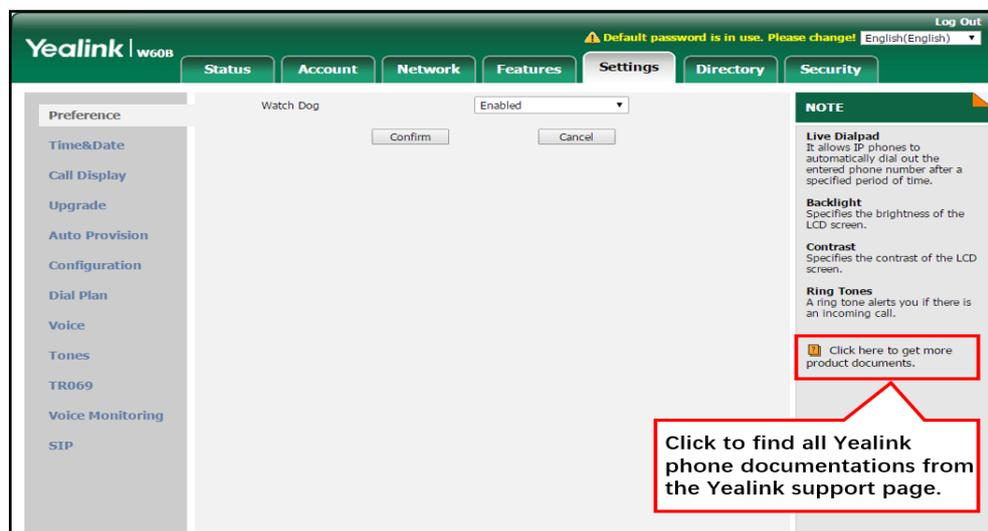 Log Out
Yealink | W60B
Default password is in use. Please change! English(English)
Status Account Network Features Settings Directory Security
Preference
Time&Date
Call Display
Upgrade
Auto Provision
Configuration
Dial Plan
Voice
Tones
TR069
Voice Monitoring
SIP
Watch Dog Enabled
Confirm Cancel
NOTE
Live Dialpad
It allows IP phones to
automatically dial out the
entered phone number after a
specified period of time.
Backlight
Specifies the brightness of the
LCD screen.
Contrast
Specifies the contrast of the LCD
screen.
Ring Tones
A ring tone alerts you if there is
an incoming call.
Click here to get more
product documents.
Click to find all Yealink
phone documentations from
the Yealink support page.